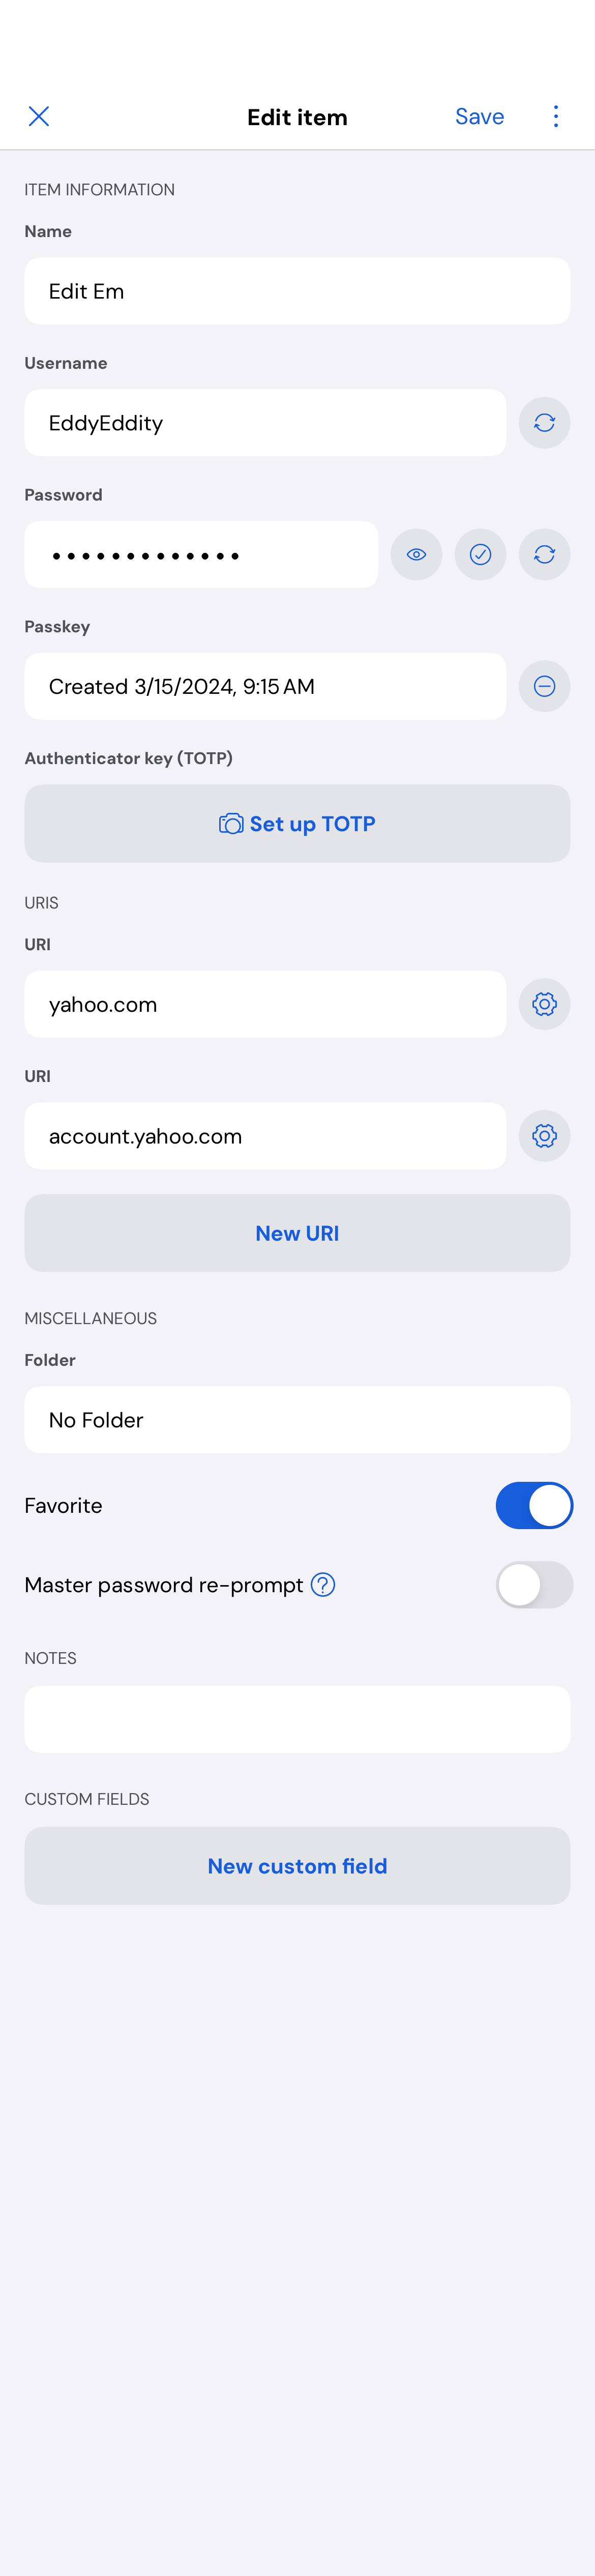 Edit item
Save
ITEM INFORMATION
Name
Edit Em
Username
EddyEddity
Password
•••••••••••••
Passkey
Created 3/15/2024, 9:15 AM
Authenticator key (TOTP)
Set up TOTP
URIS
URI
yahoo.com
URI
account.yahoo.com
New URI
MISCELLANEOUS
Folder
No Folder
Favorite
Master password re-prompt
NOTES
CUSTOM FIELDS
New custom field